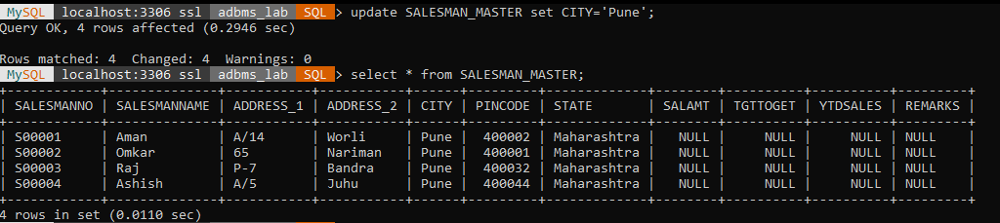 MySQL localhost:3306 ssl adbms_lab SQL > update SALESMAN_MASTER set CITY='Pune';
Query OK, 4 rows affected (0.2946 sec)
Rows matched: 4  Changed: 4  Warnings: 0
MySQL localhost:3306 ssl adbms_lab SQL > select * from SALESMAN_MASTER;
+------------+--------------+-----------+-----------+------+---------+-------------+--------+----------+----------+---------+
| SALESMANNO | SALESMANNAME | ADDRESS_1 | ADDRESS_2 | CITY | PINCODE | STATE       | SALAMT | TGTTOGET | YTDSALES | REMARKS |
+------------+--------------+-----------+-----------+------+---------+-------------+--------+----------+----------+---------+
| S00001     | Aman         | A/14      | Worli     | Pune |  400002 | Maharashtra |   NULL |     NULL |     NULL | NULL    |
| S00002     | Omkar        | 65        | Nariman   | Pune |  400001 | Maharashtra |   NULL |     NULL |     NULL | NULL    |
| S00003     | Raj          | P-7       | Bandra    | Pune |  400032 | Maharashtra |   NULL |     NULL |     NULL | NULL    |
| S00004     | Ashish       | A/5       | Juhu      | Pune |  400044 | Maharashtra |   NULL |     NULL |     NULL | NULL    |
+------------+--------------+-----------+-----------+------+---------+-------------+--------+----------+----------+---------+
4 rows in set (0.0110 sec)